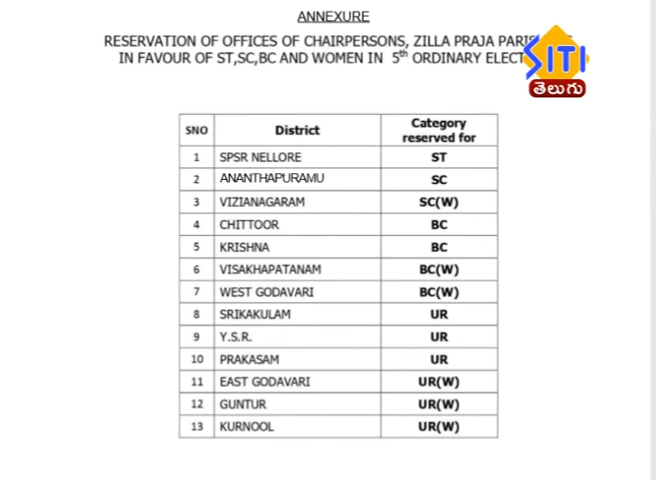 ANNEXURE
RESERVATION OF OFFICES OF CHAIRPERSONS, ZILLA PRAJA
IN FAVOUR OF ST,SC,BC AND WOMEN IN 5th ORDINARY
SITI
తెలుగు
SNO District Category reserved for
1 SPSR NELLORE ST
2 ANANTHAPURAMU SC
3 VIZIANAGARAM SC(W)
4 CHITTOOR BC
5 KRISHNA BC
6 VISAKHAPATANAM BC(W)
7 WEST GODAVARI BC(W)
8 SRIKAKULAM UR
9 Y.S.R. UR
10 PRAKASAM UR
11 EAST GODAVARI UR(W)
12 GUNTUR UR(W)
13 KURNOOL UR(W)